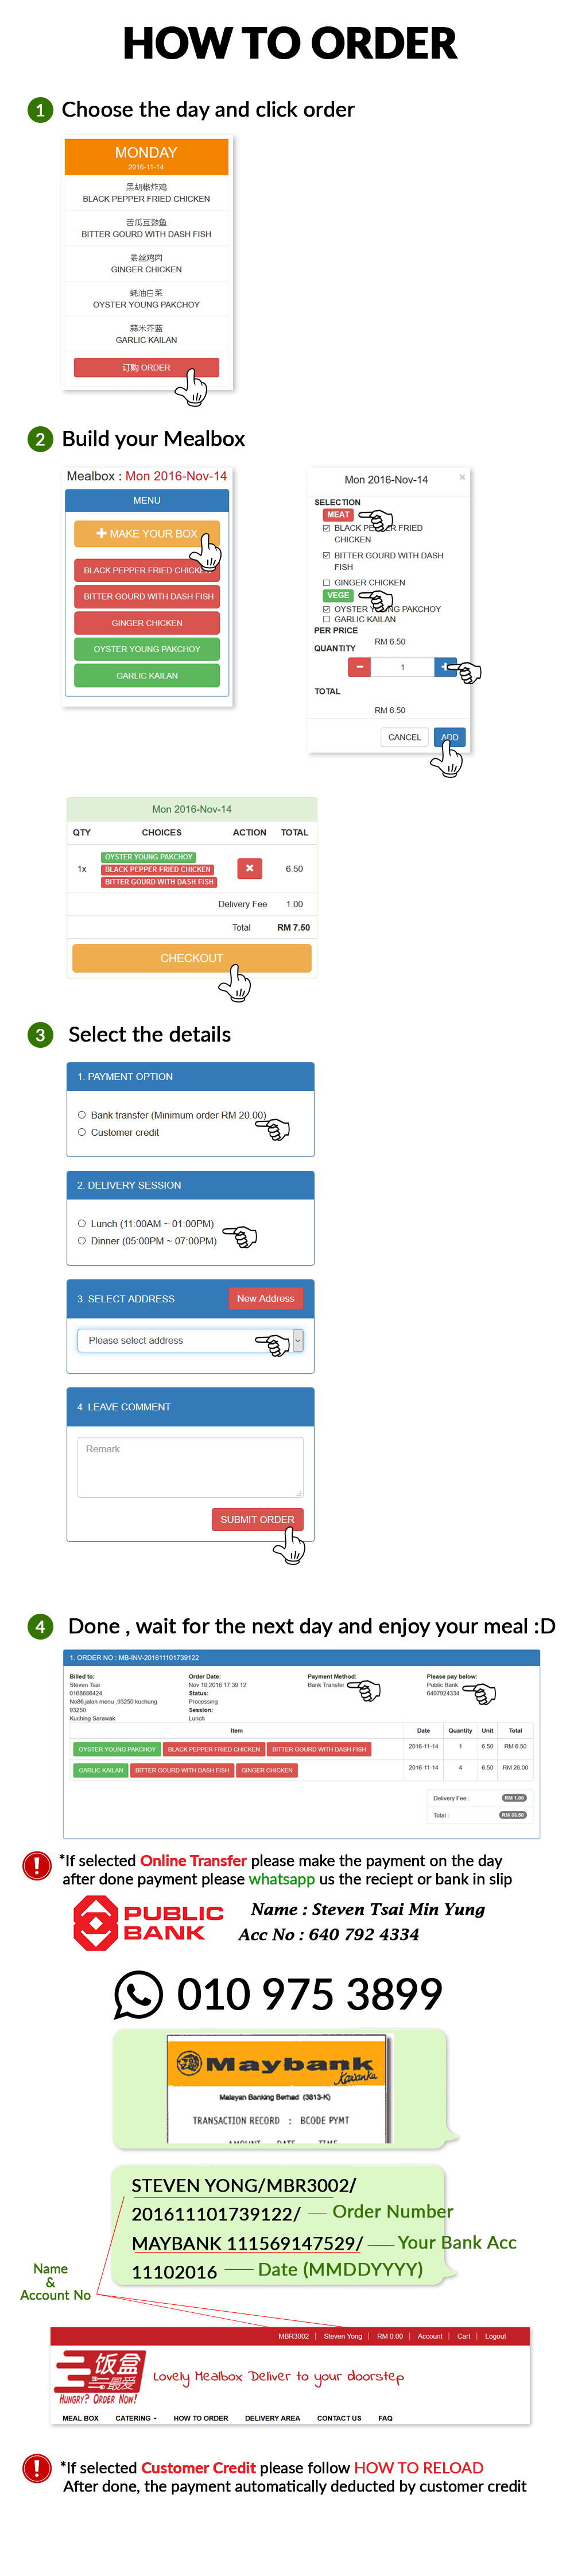 HOW TO ORDER
1 Choose the day and click order
MONDAY
2016-11-14
黑胡椒炸鸡
BLACK PEPPER FRIED CHICKEN
苦瓜豆豉鱼
BITTER GOURD WITH DASH FISH
姜丝鸡肉
GINGER CHICKEN
蚝油白菜
OYSTER YOUNG PAKCHOY
蒜米芥蓝
GARLIC KAILAN
订购 ORDER
2 Build your Mealbox
Mealbox : Mon 2016-Nov-14
MENU
MAKE YOUR BOX
BLACK PEPPER FRIED CHICKEN
BITTER GOURD WITH DASH FISH
GINGER CHICKEN
OYSTER YOUNG PAKCHOY
GARLIC KAILAN
Mon 2016-Nov-14 ×
SELECTION
MEAT
BLACK PEPPER FRIED
CHICKEN
BITTER GOURD WITH DASH
FISH
GINGER CHICKEN
VEGE
OYSTER YOUNG PAKCHOY
GARLIC KAILAN
PER PRICE
RM 6.50
QUANTITY
1
TOTAL
RM 6.50
CANCEL ADD
Mon 2016-Nov-14
QTY CHOICES ACTION TOTAL
OYSTER YOUNG PAKCHOY
1x BLACK PEPPER FRIED CHICKEN 6.50
BITTER GOURD WITH DASH FISH
Delivery Fee 1.00
Total RM 7.50
CHECKOUT
3 Select the details
1. PAYMENT OPTION
Bank transfer (Minimum order RM 20.00)
Customer credit
2. DELIVERY SESSION
Lunch (11:00AM ~ 01:00PM)
Dinner (05:00PM ~ 07:00PM)
3. SELECT ADDRESS New Address
Please select address
4. LEAVE COMMENT
Remark
SUBMIT ORDER
4 Done , wait for the next day and enjoy your meal :D
1. ORDER NO : MB-INV-201611101739122
Billed to: Order Date: Payment Method: Please pay below:
Steven Tsai Nov 10,2016 17:39:12 Bank Transfer Public Bank
0168686424 Status: 6407924334
No86,jalan menu ,93250 kuchung Processing
93250 Session:
Kuching Sarawak Lunch
Item Date Quantity Unit Total
OYSTER YOUNG PAKCHOY BLACK PEPPER FRIED CHICKEN BITTER GOURD WITH DASH FISH 2016-11-14 1 6.50 RM 6.50
GARLIC KAILAN BITTER GOURD WITH DASH FISH GINGER CHICKEN 2016-11-14 4 6.50 RM 26.00
Delivery Fee : RM 1.00
Total : RM 33.50
*If selected Online Transfer please make the payment on the day
after done payment please whatsapp us the reciept or bank in slip
PUBLIC BANK
Name : Steven Tsai Min Yung
Acc No : 640 792 4334
010 975 3899
Maybank
Kawanku
Malayan Banking Berhad (3813-K)
TRANSACTION RECORD : BCODE PYMT
AMOUNT DATE TIME
STEVEN YONG/MBR3002/
201611101739122/ Order Number
MAYBANK 111569147529/ Your Bank Acc
11102016 Date (MMDDYYYY)
Name
&
Account No
MBR3002 Steven Yong RM 0.00 Account Cart Logout
饭盒
最爱
HUNGRY? ORDER NOW!
Lovely Mealbox Deliver to your doorstep
MEAL BOX CATERING HOW TO ORDER DELIVERY AREA CONTACT US FAQ
*If selected Customer Credit please follow HOW TO RELOAD
After done, the payment automatically deducted by customer credit